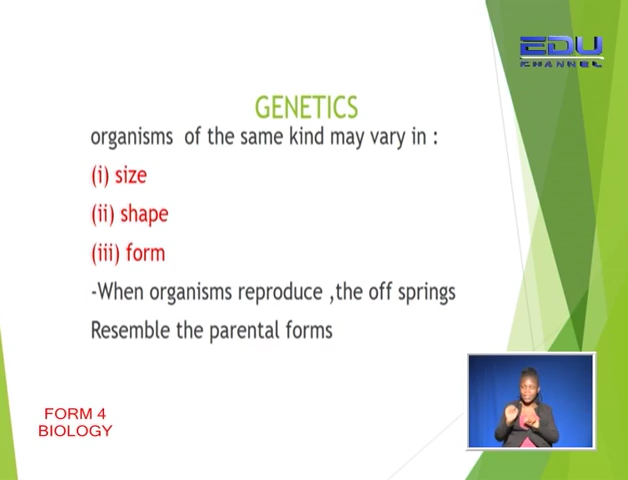 EDU
CHANNEL
GENETICS
organisms of the same kind may vary in :
(i) size
(ii) shape
(iii) form
-When organisms reproduce ,the off springs
Resemble the parental forms
FORM 4
BIOLOGY